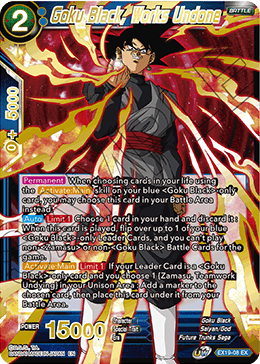 2
Goku Black, Works Undone
BATTLE
0+ 5000
Permanent When choosing cards in your life using
the Activate:Main skill on your blue <Goku Black>-only
card, you may choose this card in your Battle Area
instead.
Auto Limit 1 Choose 1 card in your hand and discard it:
When this card is played, flip over up to 1 of your blue
<Goku Black>-only Leader Cards, and you can't play
non-<Zamasu> or non-<Goku Black> Battle Cards for the
game.
Activate:Main Limit 1 If your Leader Card is a <Goku
Black>-only card and you choose 1 [Zamasu, Teamwork
Undying] in your Unison Area: Add a marker to the
chosen card, then place this card under it from your
Battle Area.
POWER 15000
Character Goku Black
Special Trait Saiyan/God
Era Future Trunks Saga
EX19-08 EX